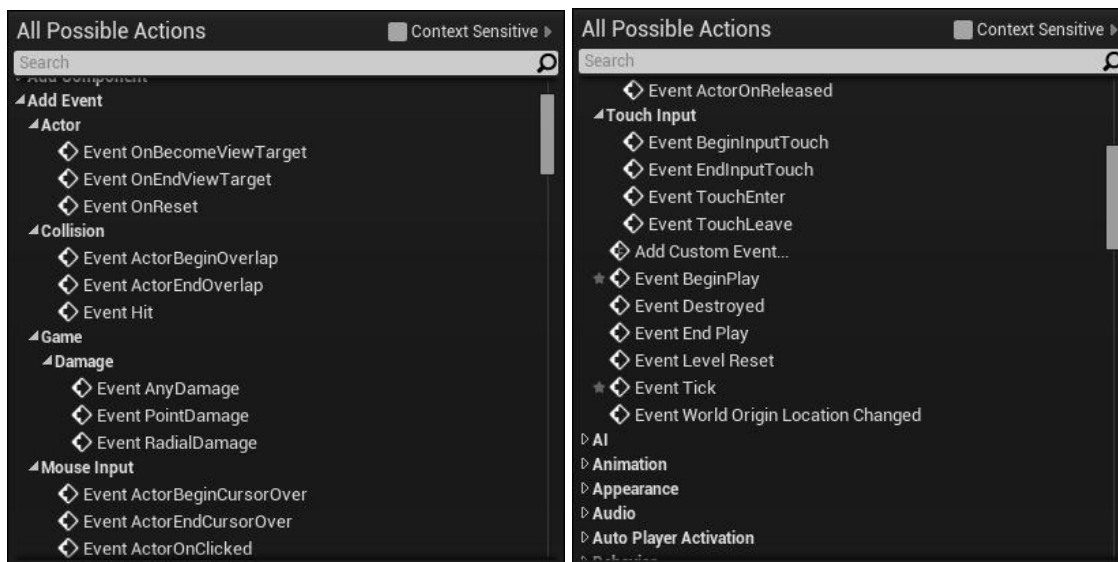 All Possible Actions
Context Sensitive
Search
Add Component
Add Event
Actor
Event OnBecomeViewTarget
Event OnEndViewTarget
Event OnReset
Collision
Event ActorBeginOverlap
Event ActorEndOverlap
Event Hit
Game
Damage
Event AnyDamage
Event PointDamage
Event RadialDamage
Mouse Input
Event ActorBeginCursorOver
Event ActorEndCursorOver
Event ActorOnClicked
All Possible Actions
Context Sensitive
Search
Event ActorOnReleased
Touch Input
Event BeginInputTouch
Event EndInputTouch
Event TouchEnter
Event TouchLeave
Add Custom Event...
Event BeginPlay
Event Destroyed
Event End Play
Event Level Reset
Event Tick
Event World Origin Location Changed
AI
Animation
Appearance
Audio
Auto Player Activation